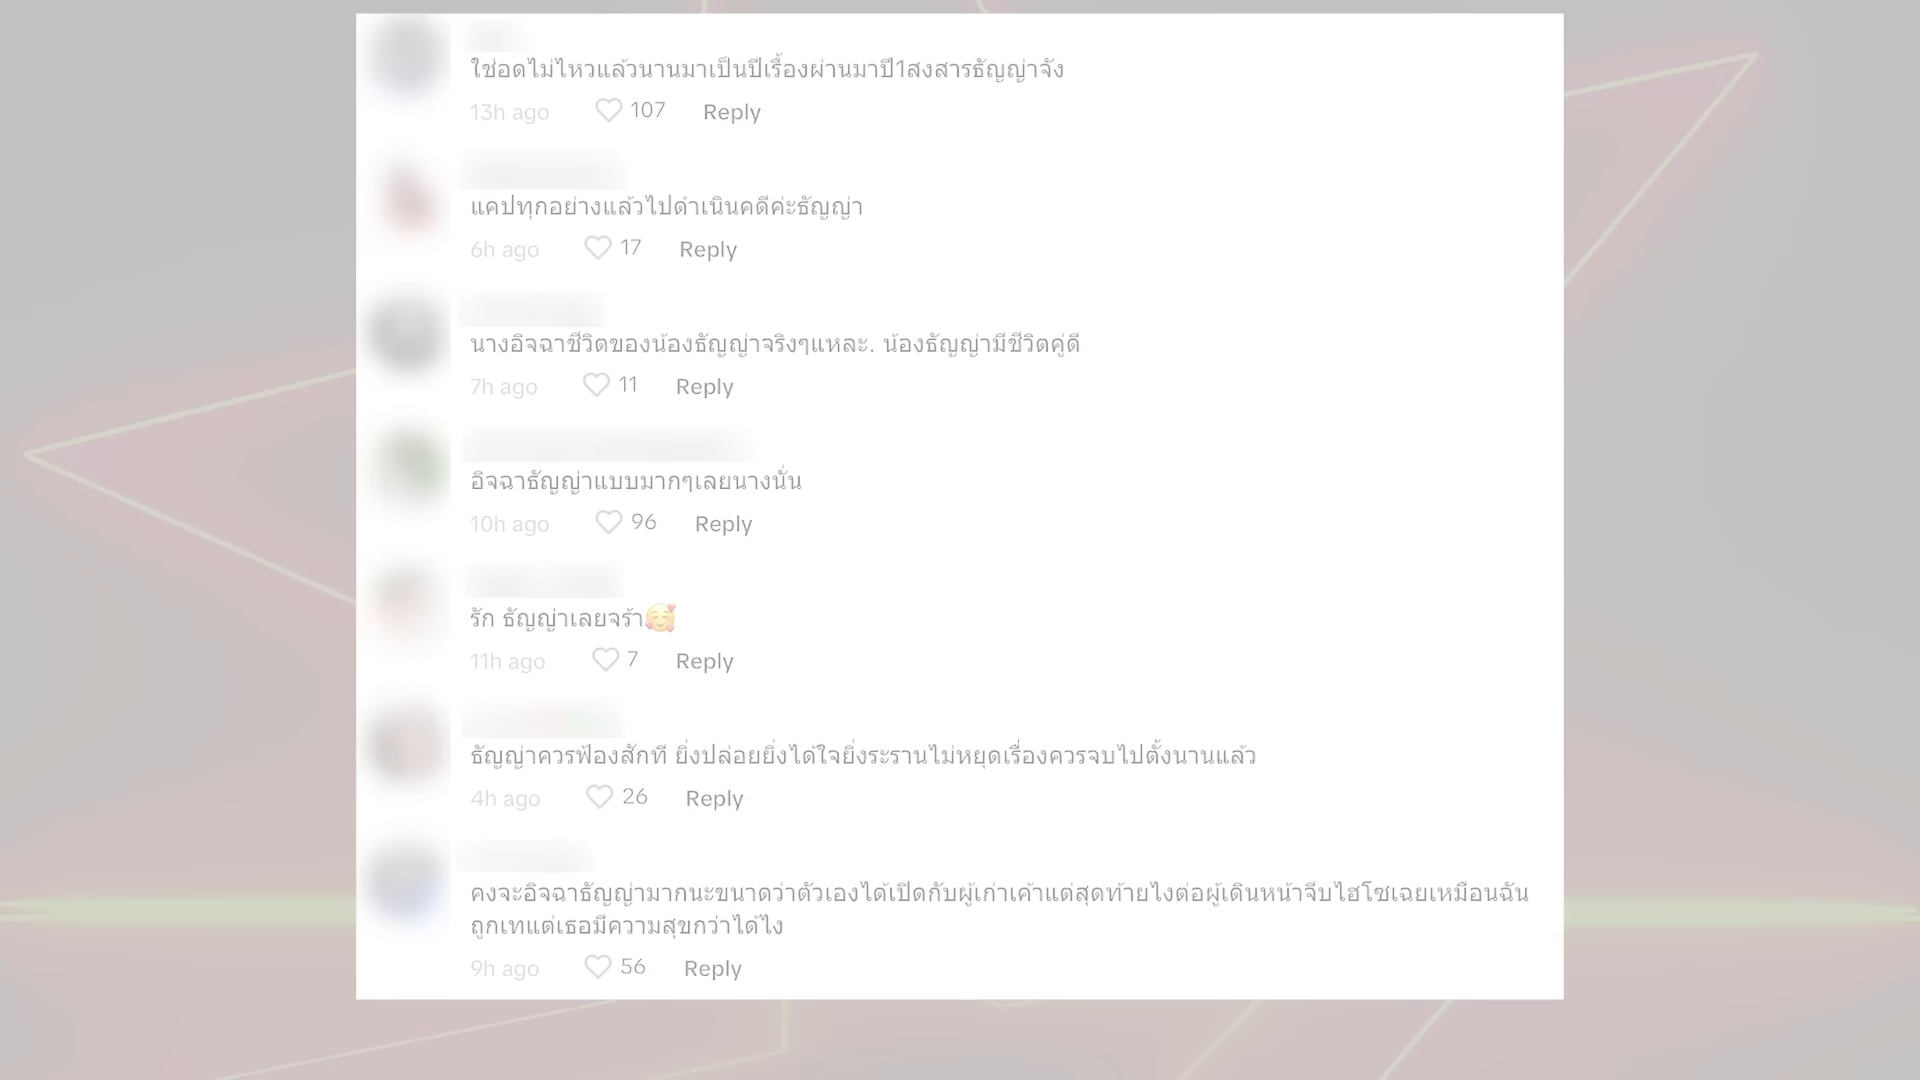 ใช่อดไม่ไหวแล้วนานมาเป็นปีเรื้องผ่านมาปี1สงสารธัญญ่าจัง
13h ago 107 Reply
แคปทุกอย่างแล้วไปดำเนินคดีค่ะธัญญ่า
6h ago 17 Reply
นางอิจฉาชีวิตของน้องธัญญ่าจริงๆแหละ. น้องธัญญ่ามีชีวิตคู่ดี
7h ago 11 Reply
อิจฉาธัญญ่าแบบมากๆเลยนางนั่น
10h ago 96 Reply
รัก ธัญญ่าเลยจร้า🥰
11h ago 7 Reply
ธัญญ่าควรฟ้องสักที ยิ่งปล่อยยิ่งได้ใจยิ่งระรานไม่หยุดเรื่องควรจบไปตั้งนานแล้ว
4h ago 26 Reply
คงจะอิจฉาธัญญ่ามากนะขนาดว่าตัวเองได้เปิดกับผู้เก่าเค้าแต่สุดท้ายไงต่อผู้เดินหน้าจีบไฮโซเฉยเหมือนฉัน
ถูกเทแต่เธอมีความสุขกว่าได้ไง
9h ago 56 Reply